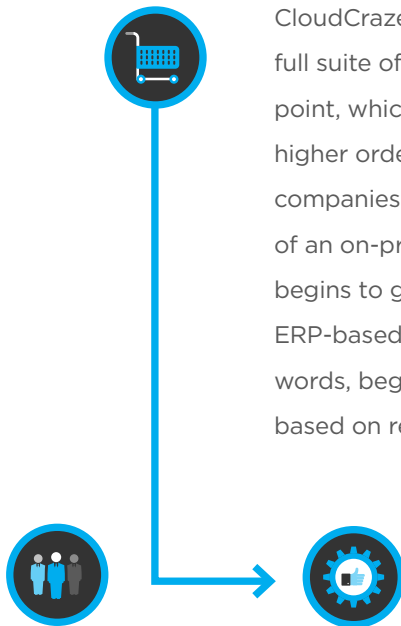 CloudCraze
full suite of
point, which
higher orde
companies
of an on-pr
begins to g
ERP-based
words, beg
based on re